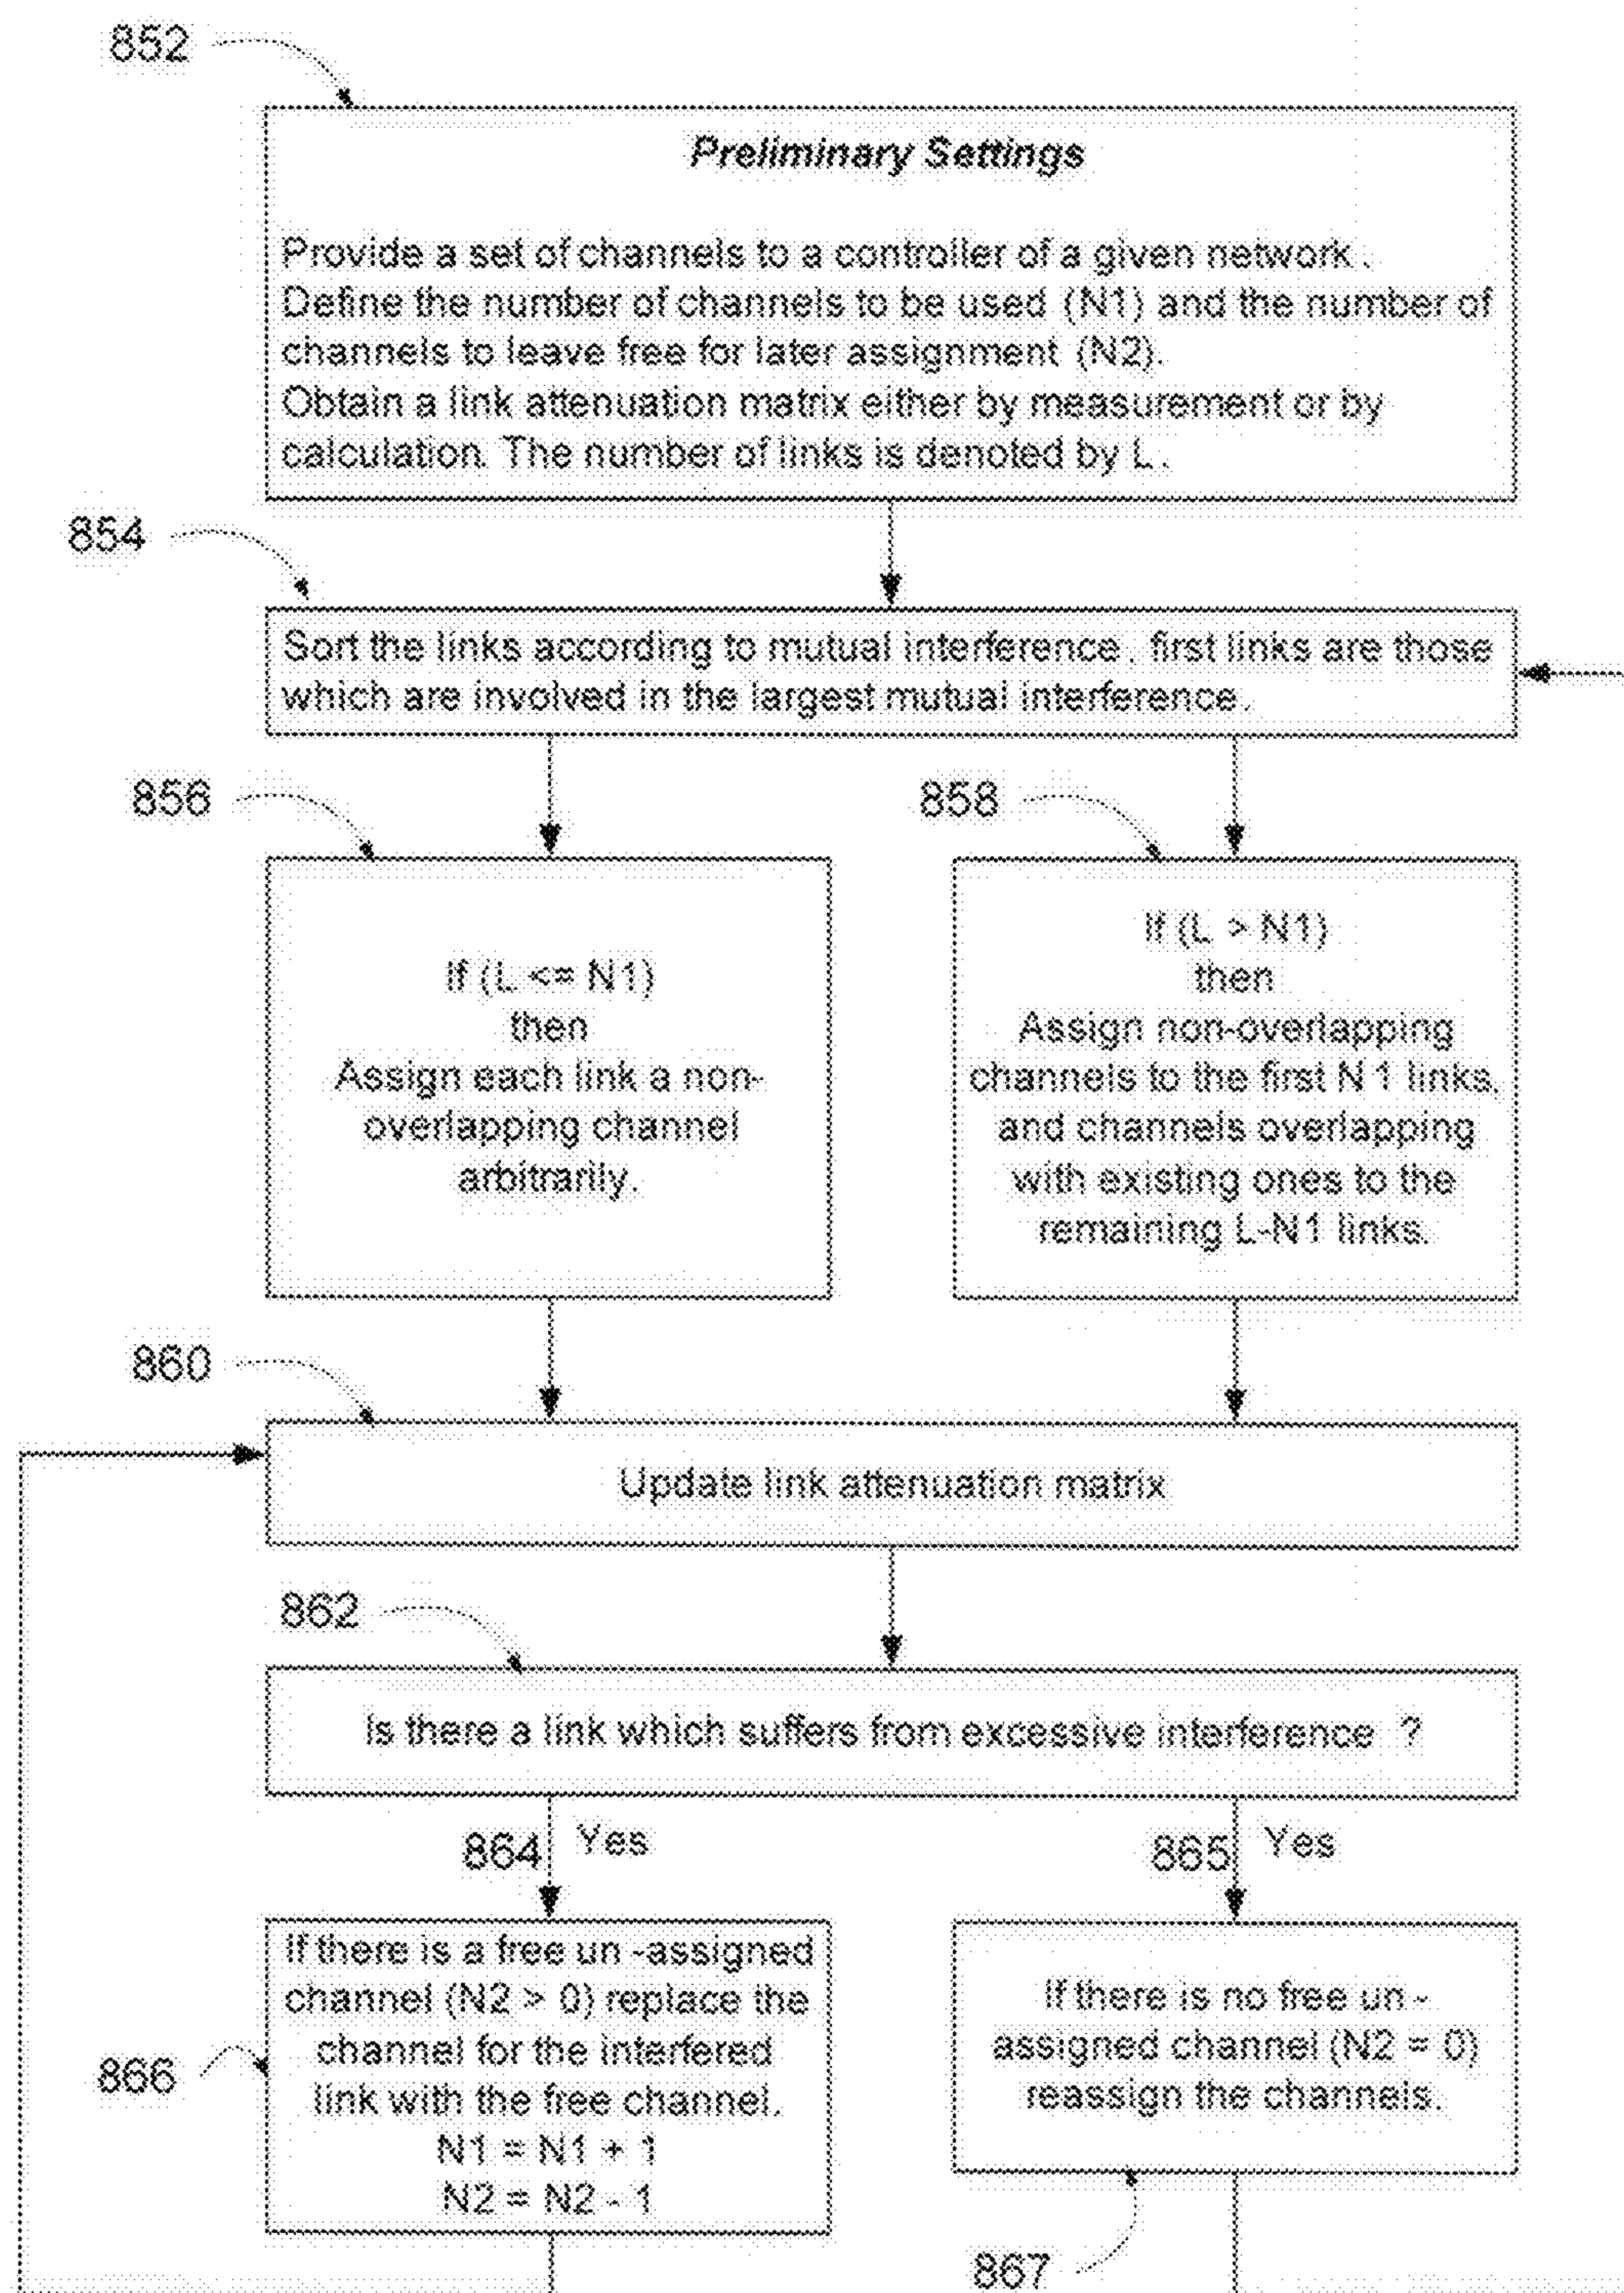 852
Preliminary Settings
Provide a set of channels to a controller of a given network.
Define the number of channels to be used (N1) and the number of
channels to leave free for later assignment (N2).
Obtain a link attenuation matrix either by measurement or by
calculation. The number of links is denoted by L.
854
Sort the links according to mutual interference. first links are those
which are involved in the largest mutual interference.
856
If (L <= N1)
then
Assign each link a non-
overlapping channel
arbitrarily.
858
If (L > N1)
then
Assign non-overlapping
channels to the first N1 links,
and channels overlapping
with existing ones to the
remaining L-N1 links.
860
Update link attenuation matrix
862
Is there a link which suffers from excessive interference ?
864 Yes
865 Yes
If there is a free un-assigned
channel (N2 > 0) replace the
channel for the interfered
link with the free channel.
N1 = N1 + 1
N2 = N2 - 1
866
If there is no free un-
assigned channel (N2 = 0)
reassign the channels.
867